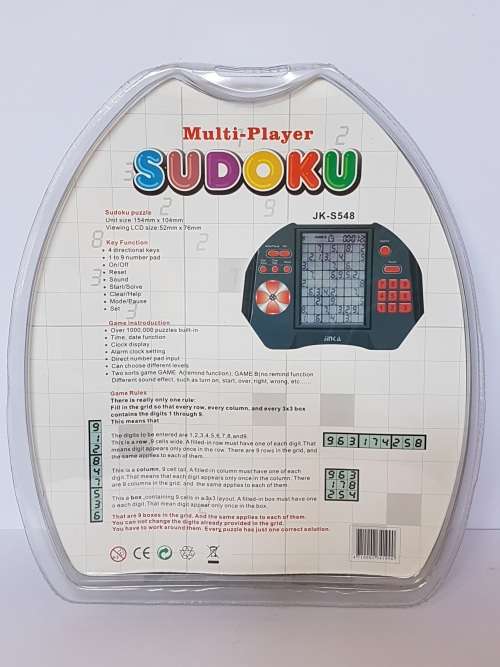 Multi-Player
SUDOKU
JK-S548
Sudoku puzzle
Unit size:154mm x 104mm
Viewing LCD size:52mm x 76mm
Key Function
• 4 directional keys
• 1 to 9 number pad
• On/Off
• Reset
• Sound
• Start/Solve
• Clear/Help
• Mode/Pause
• Set
Game Instroduction
• Over 1000,000 puzzles built-in
• Time, date function
• Clock display
• Alarm clock setting
• Direct number pad input
• Can choose different levels
• Two sorts game GAME A(remind function), GAME B(no remind function
Different sound effect, such as turn on, start, over, right, wrong, etc......
Game Rules
There is really only one rule:
Fill in the grid so that every row, every column, and every 3x3 box
contains the digits 1 through 9.
This means that
The digits to be entered are 1,2,3,4,5,6,7,8,and9.
This is a row ,9 cells wide. A filled-in row must have one of each digit.That
means digit appears only once in the row. There are 9 rows in the grid, and
the same applies to each of them.
963174258
This is a column, 9 cell tall. A filled-in column must have one of each
digit.That means that each digit appears only once in the column. There
are 9 columns in the grid, and the same applies to each of them.
963
178
254
This a box ,containing 9 cells in a3x3 layout. A filled-in box must have one
o each digit. That mean digit appear only once in the box.
That are 9 boxes in the grid. And the same applies to each of them.
You can not change the digits already provided in the grid.
You have to work around them. Every puzzle has just one correct solution.
9
1
2
8
4
7
5
3
6
CE